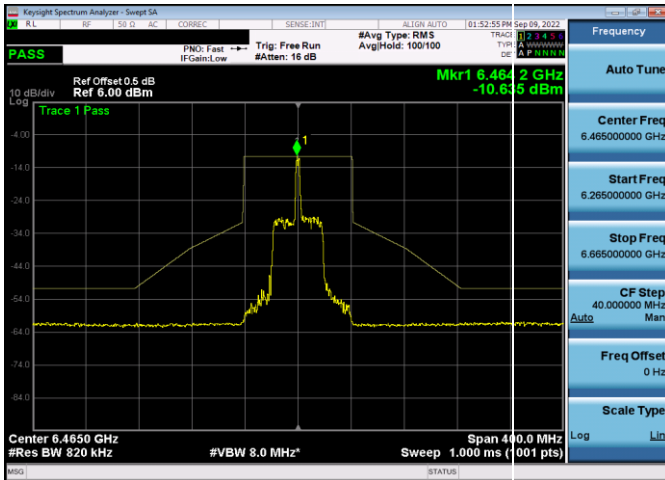 Keysight Spectrum Analyzer - Swept SA
RL RF 50 Ω AC CORREC SENSE:INT ALIGN AUTO 01:52:55 PM Sep 09, 2022
PASS
PNO: Fast
IFGain:Low
Trig: Free Run
#Atten: 16 dB
#Avg Type: RMS
Avg|Hold: 100/100
TRAC 1 2 3 4 5 6
TYP A WWWWW
DE A P N N N N
Ref Offset 0.5 dB
10 dB/div Ref 6.00 dBm
Log
Mkr1 6.464 2 GHz
-10.635 dBm
Trace 1 Pass
1
-4.00
-14.0
-24.0
-34.0
-44.0
-54.0
-64.0
-74.0
-84.0
Center 6.4650 GHz
#Res BW 820 kHz
#VBW 8.0 MHz*
Span 400.0 MHz
Sweep 1.000 ms (1001 pts)
MSG
STATUS
Frequency
Auto Tune
Center Freq
6.465000000 GHz
Start Freq
6.265000000 GHz
Stop Freq
6.665000000 GHz
CF Step
40.000000 MHz
Auto Man
Freq Offset
0 Hz
Scale Type
Log Lin